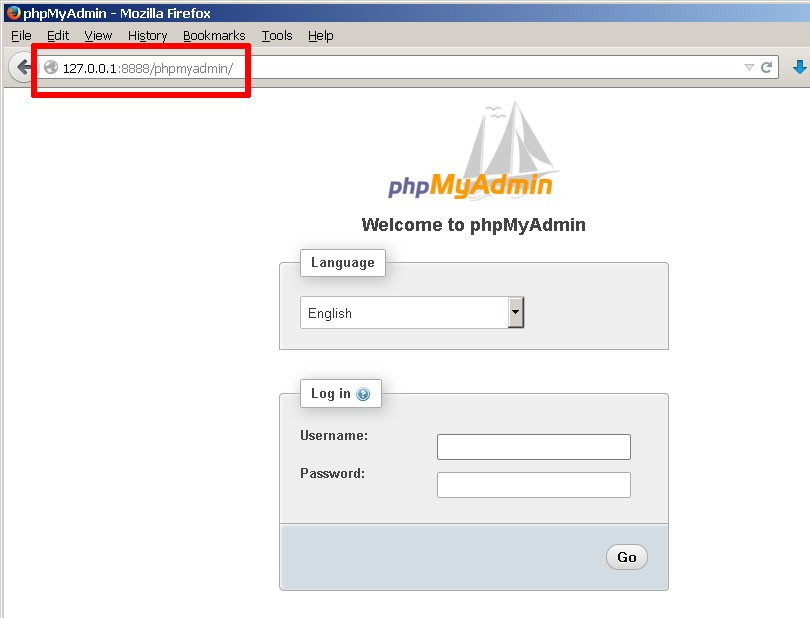 phpMyAdmin - Mozilla Firefox
File Edit View History Bookmarks Tools Help
127.0.0.1:8888/phpmyadmin/
phpMyAdmin
Welcome to phpMyAdmin
Language
English
Log in ?
Username:
Password:
Go